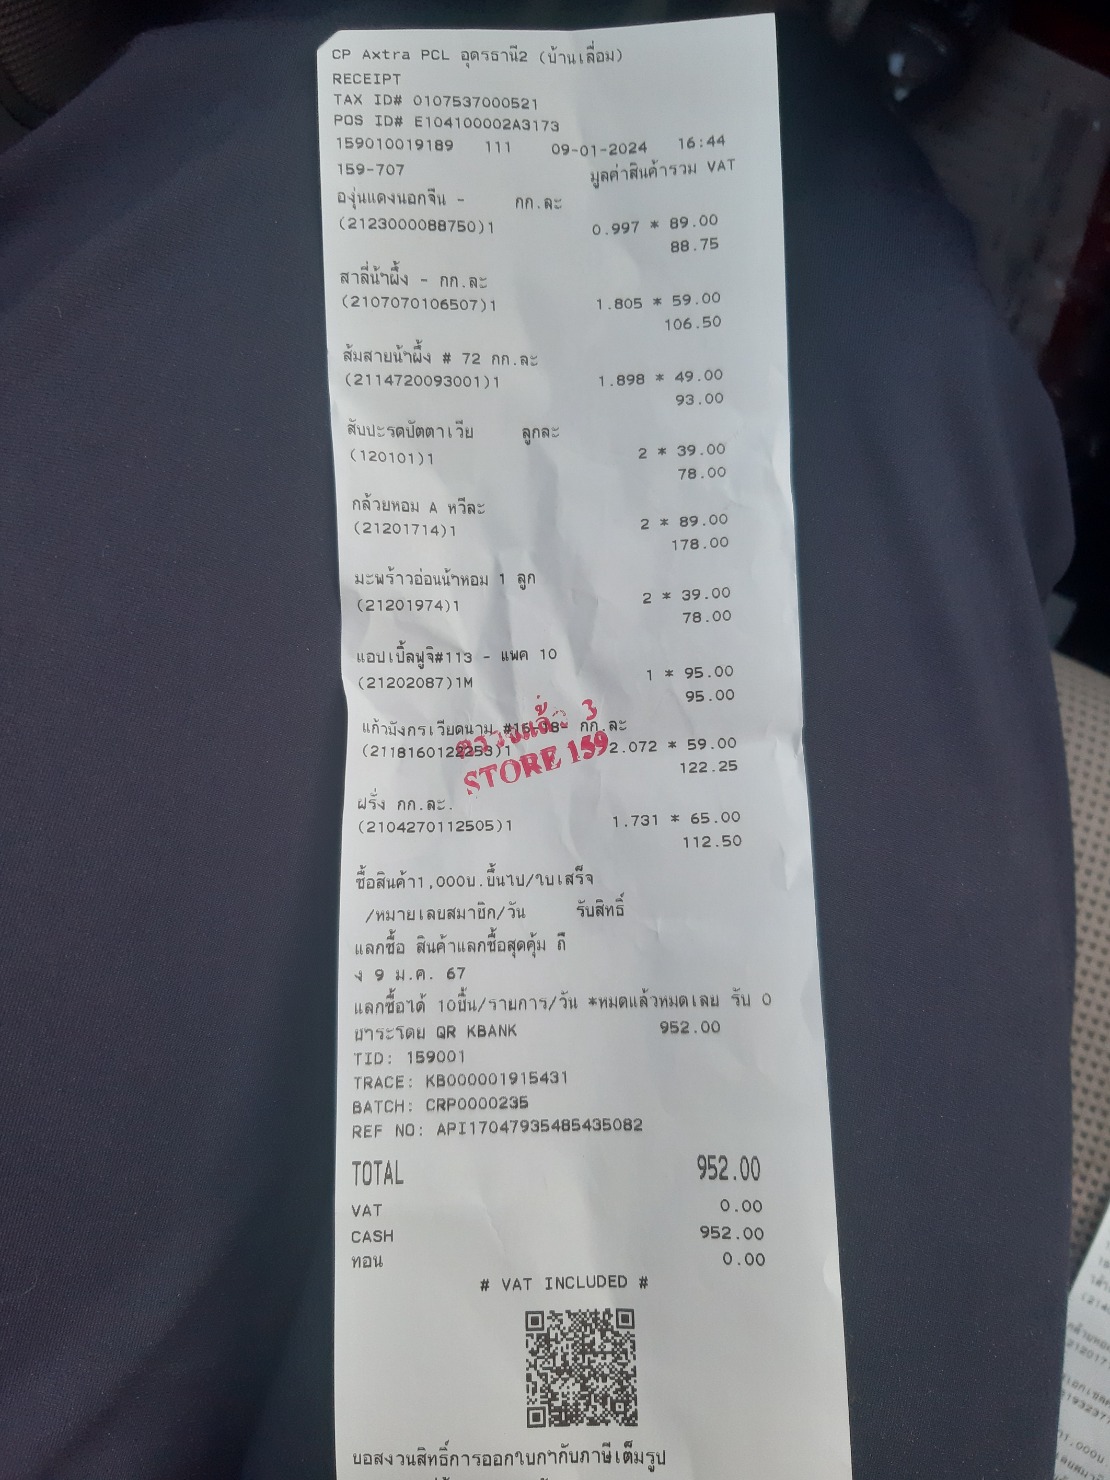 CP Axtra PCL อุดรธานี2 (บ้านเลื่อม)
RECEIPT
TAX ID# 0107537000521
POS ID# E104100002A3173
159010019189 111 09-01-2024 16:44
159-707 มูลค่าสินค้ารวม VAT
องุ่นแดงนอกจีน - กก.ละ
(2123000088750)1 0.997 * 89.00
88.75
สาลี่น้ำผึ้ง - กก.ละ
(2107070106507)1 1.805 * 59.00
106.50
ส้มสายน้ำผึ้ง # 72 กก.ละ
(2114720093001)1 1.898 * 49.00
93.00
สับปะรดปัตตาเวีย ลูกละ
(120101)1 2 * 39.00
78.00
กล้วยหอม A หวีละ
(21201714)1 2 * 89.00
178.00
มะพร้าวอ่อนน้ำหอม 1 ลูก
(21201974)1 2 * 39.00
78.00
แอปเปิ้ลฟูจิ#113 - แพค 10
(21202087)1M 1 * 95.00
95.00
แก้วมังกรเวียดนาม กก.ละ
(2118160122253)1 2.072 * 59.00
122.25
STORE 159
ฝรั่ง กก.ละ.
(2104270112505)1 1.731 * 65.00
112.50
ซื้อสินค้า1,000บ.ขึ้นไป/ใบเสร็จ
/หมายเลขสมาชิก/วัน รับสิทธิ์
แลกซื้อ สินค้าแลกซื้อสุดคุ้ม ถึ
ง 9 ม.ค. 67
แลกซื้อได้ 10ชิ้น/รายการ/วัน *หมดแล้วหมดเลย รับ 0
ชำระโดย QR KBANK 952.00
TID: 159001
TRACE: KB000001915431
BATCH: CRP0000235
REF NO: API17047935485435082
TOTAL 952.00
VAT 0.00
CASH 952.00
ทอน 0.00
# VAT INCLUDED #
ขอสงวนสิทธิ์การออกใบกำกับภาษีเต็มรูป